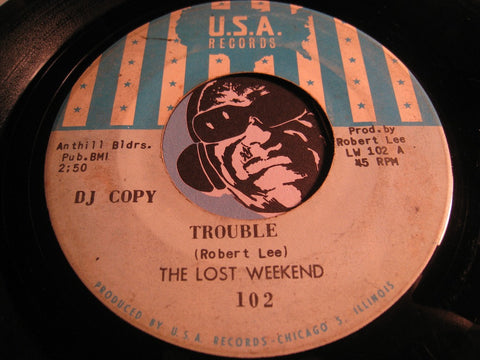 U.S.A.
RECORDS
Anthill Bldrs.
Pub. BMI
2:50
Prod. by
Robert Lee
LW 102 A
45 RPM
DJ COPY
TROUBLE
(Robert Lee)
THE LOST WEEKEND
102
PRODUCED BY U.S.A. RECORDS-CHICAGO 5, ILLINOIS